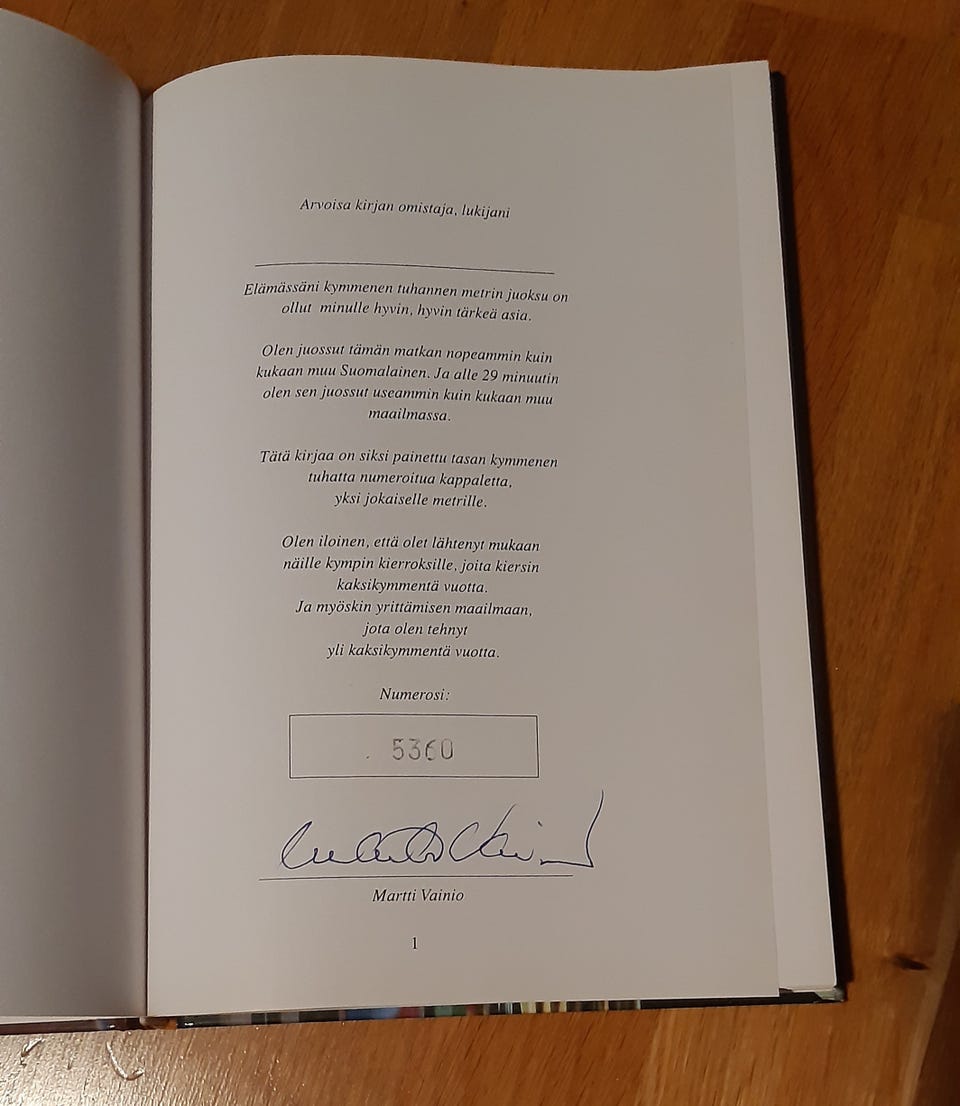 Arvoisa kirjan omistaja, lukijani
Elämässäni kymmenen tuhannen metrin juoksu on
ollut minulle hyvin, hyvin tärkeä asia.
Olen juossut tämän matkan nopeammin kuin
kukaan muu Suomalainen. Ja alle 29 minuutin
olen sen juossut useammin kuin kukaan muu
maailmassa.
Tätä kirjaa on siksi painettu tasan kymmenen
tuhatta numeroitua kappaletta,
yksi jokaiselle metrille.
Olen iloinen, että olet lähtenyt mukaan
näille kympin kierroksille, joita kiersin
kaksikymmentä vuotta.
Ja myöskin yrittämisen maailmaan,
jota olen tehnyt
yli kaksikymmentä vuotta.
Numerosi:
5360
Martti Vainio
Martti Vainio
1